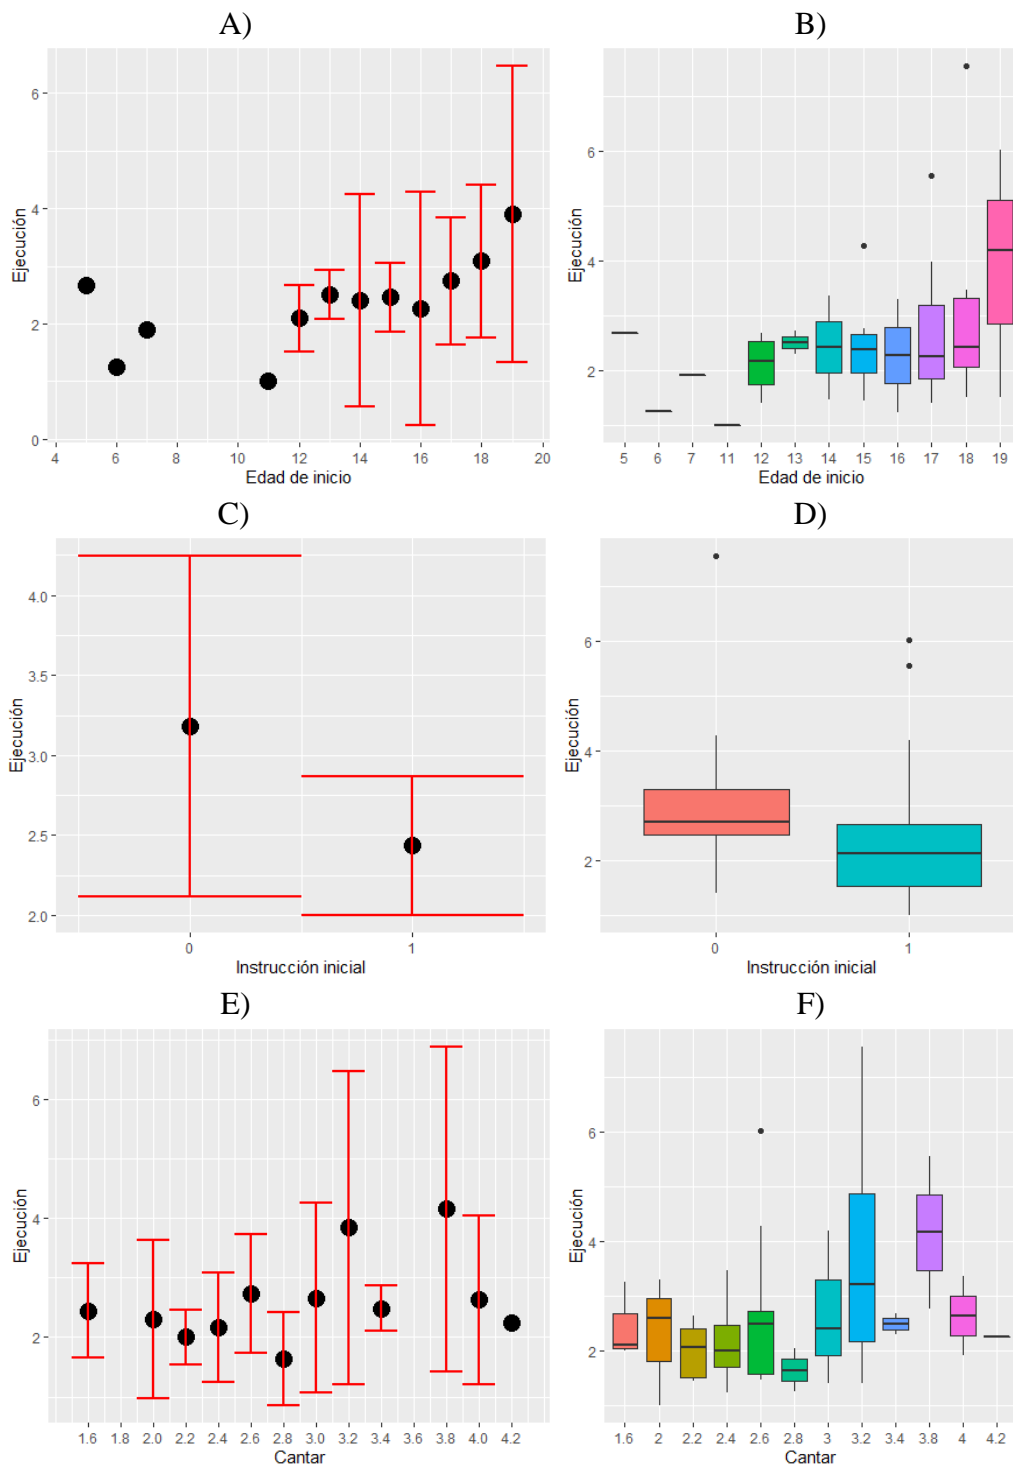 A) B)
Ejecución
6
4
2
0
4 6 8 10 12 14 16 18 20
Edad de inicio
Ejecución
6
4
2
5 6 7 11 12 13 14 15 16 17 18 19
Edad de inicio
C) D)
Ejecución
4.0
3.5
3.0
2.5
2.0
0 1
Instrucción inicial
Ejecución
6
4
2
0 1
Instrucción inicial
E) F)
Ejecución
6
4
2
1.6 1.8 2.0 2.2 2.4 2.6 2.8 3.0 3.2 3.4 3.6 3.8 4.0 4.2
Cantar
Ejecución
6
4
2
1.6 2 2.2 2.4 2.6 2.8 3 3.2 3.4 3.8 4 4.2
Cantar